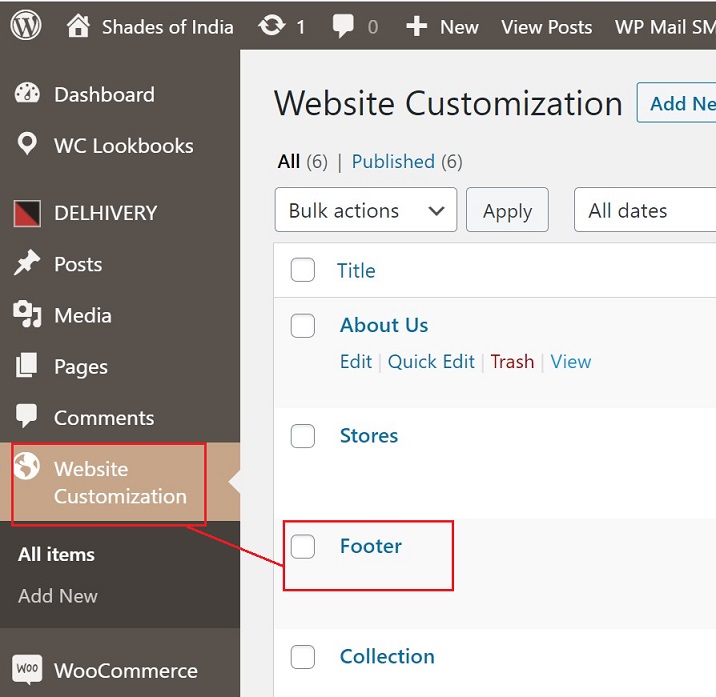 Shades of India 1 0 New View Posts WP Mail SM
Dashboard
WC Lookbooks
DELHIVERY
Posts
Media
Pages
Comments
Website
Customization
All items
Add New
woo WooCommerce
Website Customization Add Ne
All (6) | Published (6)
Bulk actions Apply All dates
Title
About Us
Edit | Quick Edit | Trash | View
Stores
Footer
Collection